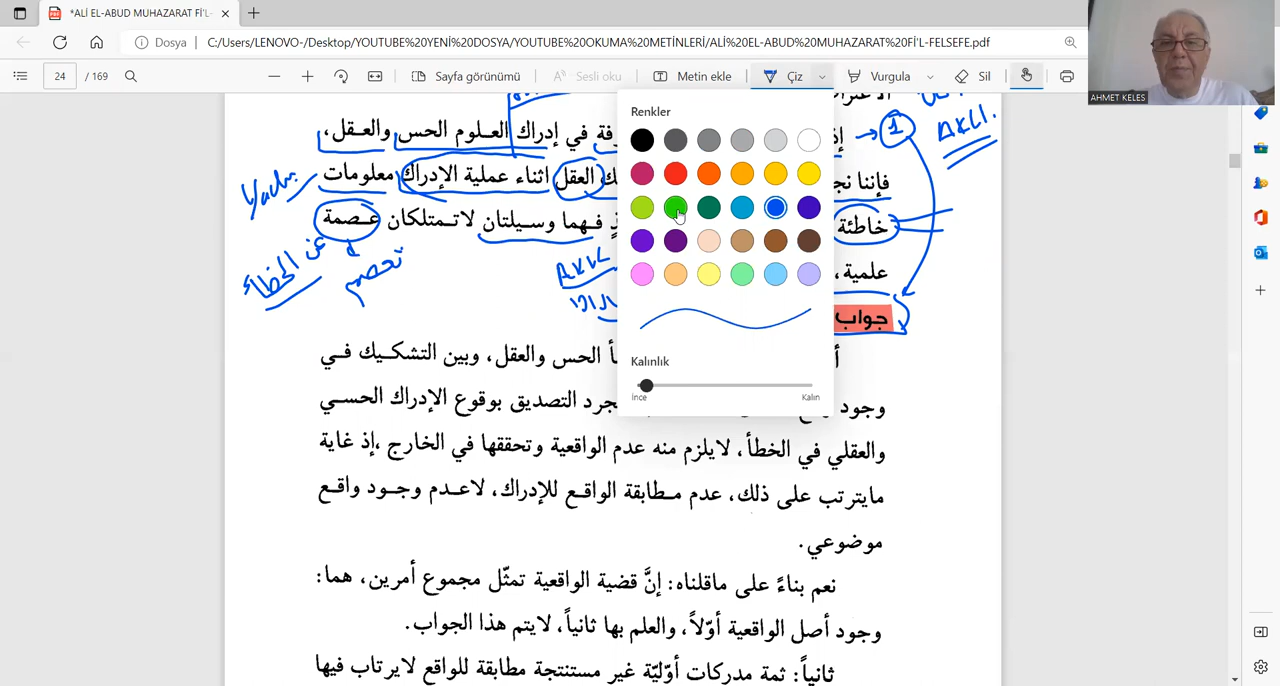 *ALİ EL-ABUD MUHAZARAT Fİ'L-
Dosya
C:/Users/LENOVO-/Desktop/YOUTUBE%20YENİ%20DOSYA/YOUTUBE%20OKUMA%20METİNLERİ/ALİ%20EL-ABUD%20MUHAZARAT%20Fİ'L-FELSEFE.pdf
24 / 169
Sayfa görünümü
Sesli oku
Metin ekle
Çiz
Vurgula
Sil
AHMET KELES
Renkler
Kalınlık
İnce
Kalın
1
AKLI.
إذ
في إدراك العلوم الحس والعقل،
فإننا
العقل اثناء عملية الإدراك معلومات
خاطئة
فهما وسيلتان لاتمتلكان عصمة
عن الخطاء
تعصم
علمية،
جواب
الحس والعقل، وبين التشكيك في
وجود
التصديق بوقوع الإدراك الحسي
والعقلي في الخطأ، لايلزم منه عدم الواقعية وتحققها في الخارج ،إذ غاية
مايترتب على ذلك، عدم مطابقة الواقع للإدراك، لاعدم وجود واقع
موضوعي.
نعم بناءً على ماقلناه: إنَّ قضية الواقعية تمثّل مجموع أمرين، هما:
وجود أصل الواقعية أوّلاً، والعلم بها ثانياً، لايتم هذا الجواب.
ثانياً: ثمة مدركات أوّليّة غير مستنتجة مطابقة للواقع لايرتاب فيها